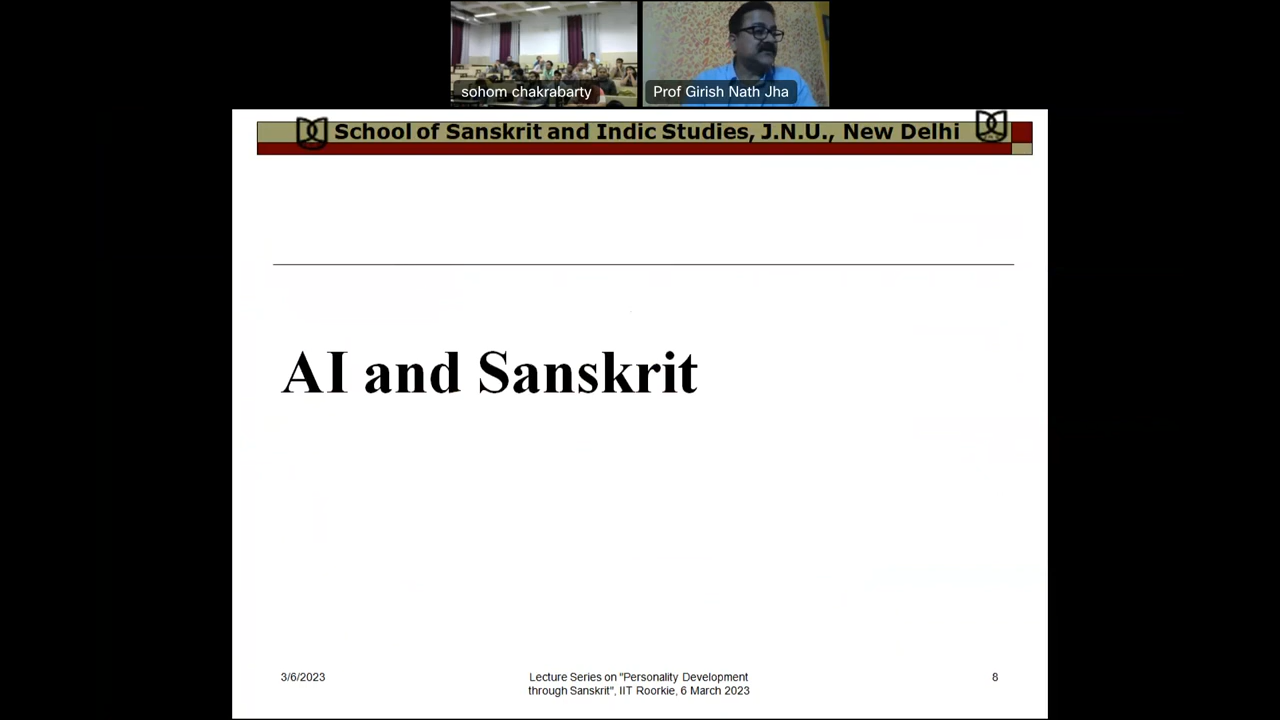 sohom chakrabarty
Prof Girish Nath Jha
School of Sanskrit and Indic Studies, J.N.U., New Delhi
AI and Sanskrit
3/6/2023
Lecture Series on "Personality Development
through Sanskrit", IIT Roorkie, 6 March 2023
8